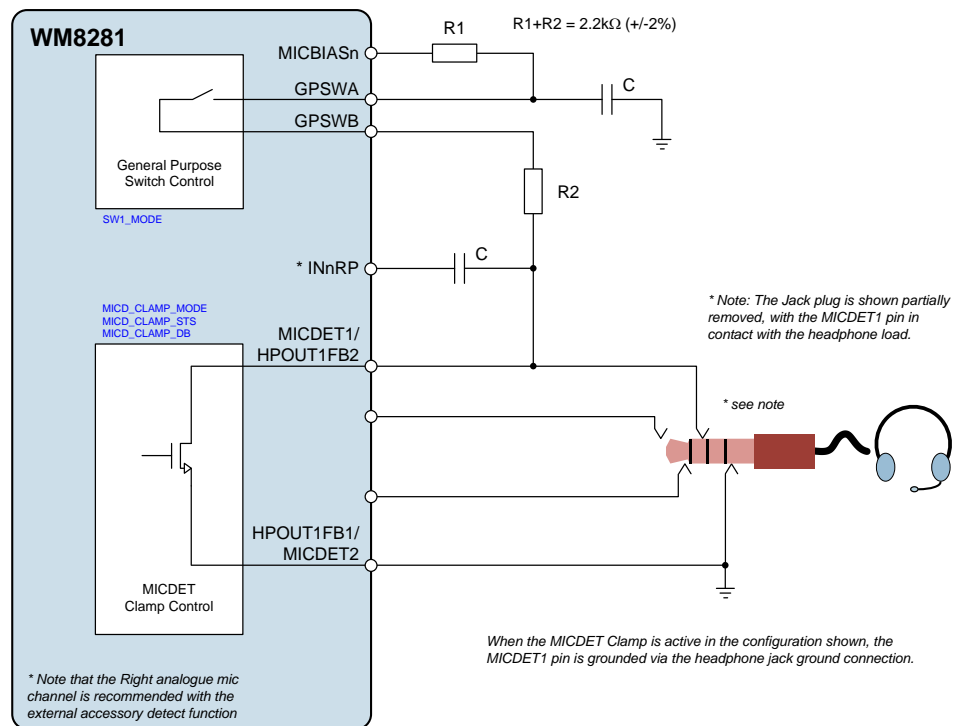 WM8281
R1
R1+R2 = 2.2kΩ (+/-2%)
MICBIASn
GPSWA
C
GPSWB
General Purpose
Switch Control
SW1_MODE
R2
* INnRP
C
MICD_CLAMP_MODE
MICD_CLAMP_STS
MICD_CLAMP_DB
MICDET1/
HPOUT1FB2
* Note: The Jack plug is shown partially
removed, with the MICDET1 pin in
contact with the headphone load.
* see note
HPOUT1FB1/
MICDET2
MICDET
Clamp Control
When the MICDET Clamp is active in the configuration shown, the
MICDET1 pin is grounded via the headphone jack ground connection.
* Note that the Right analogue mic
channel is recommended with the
external accessory detect function